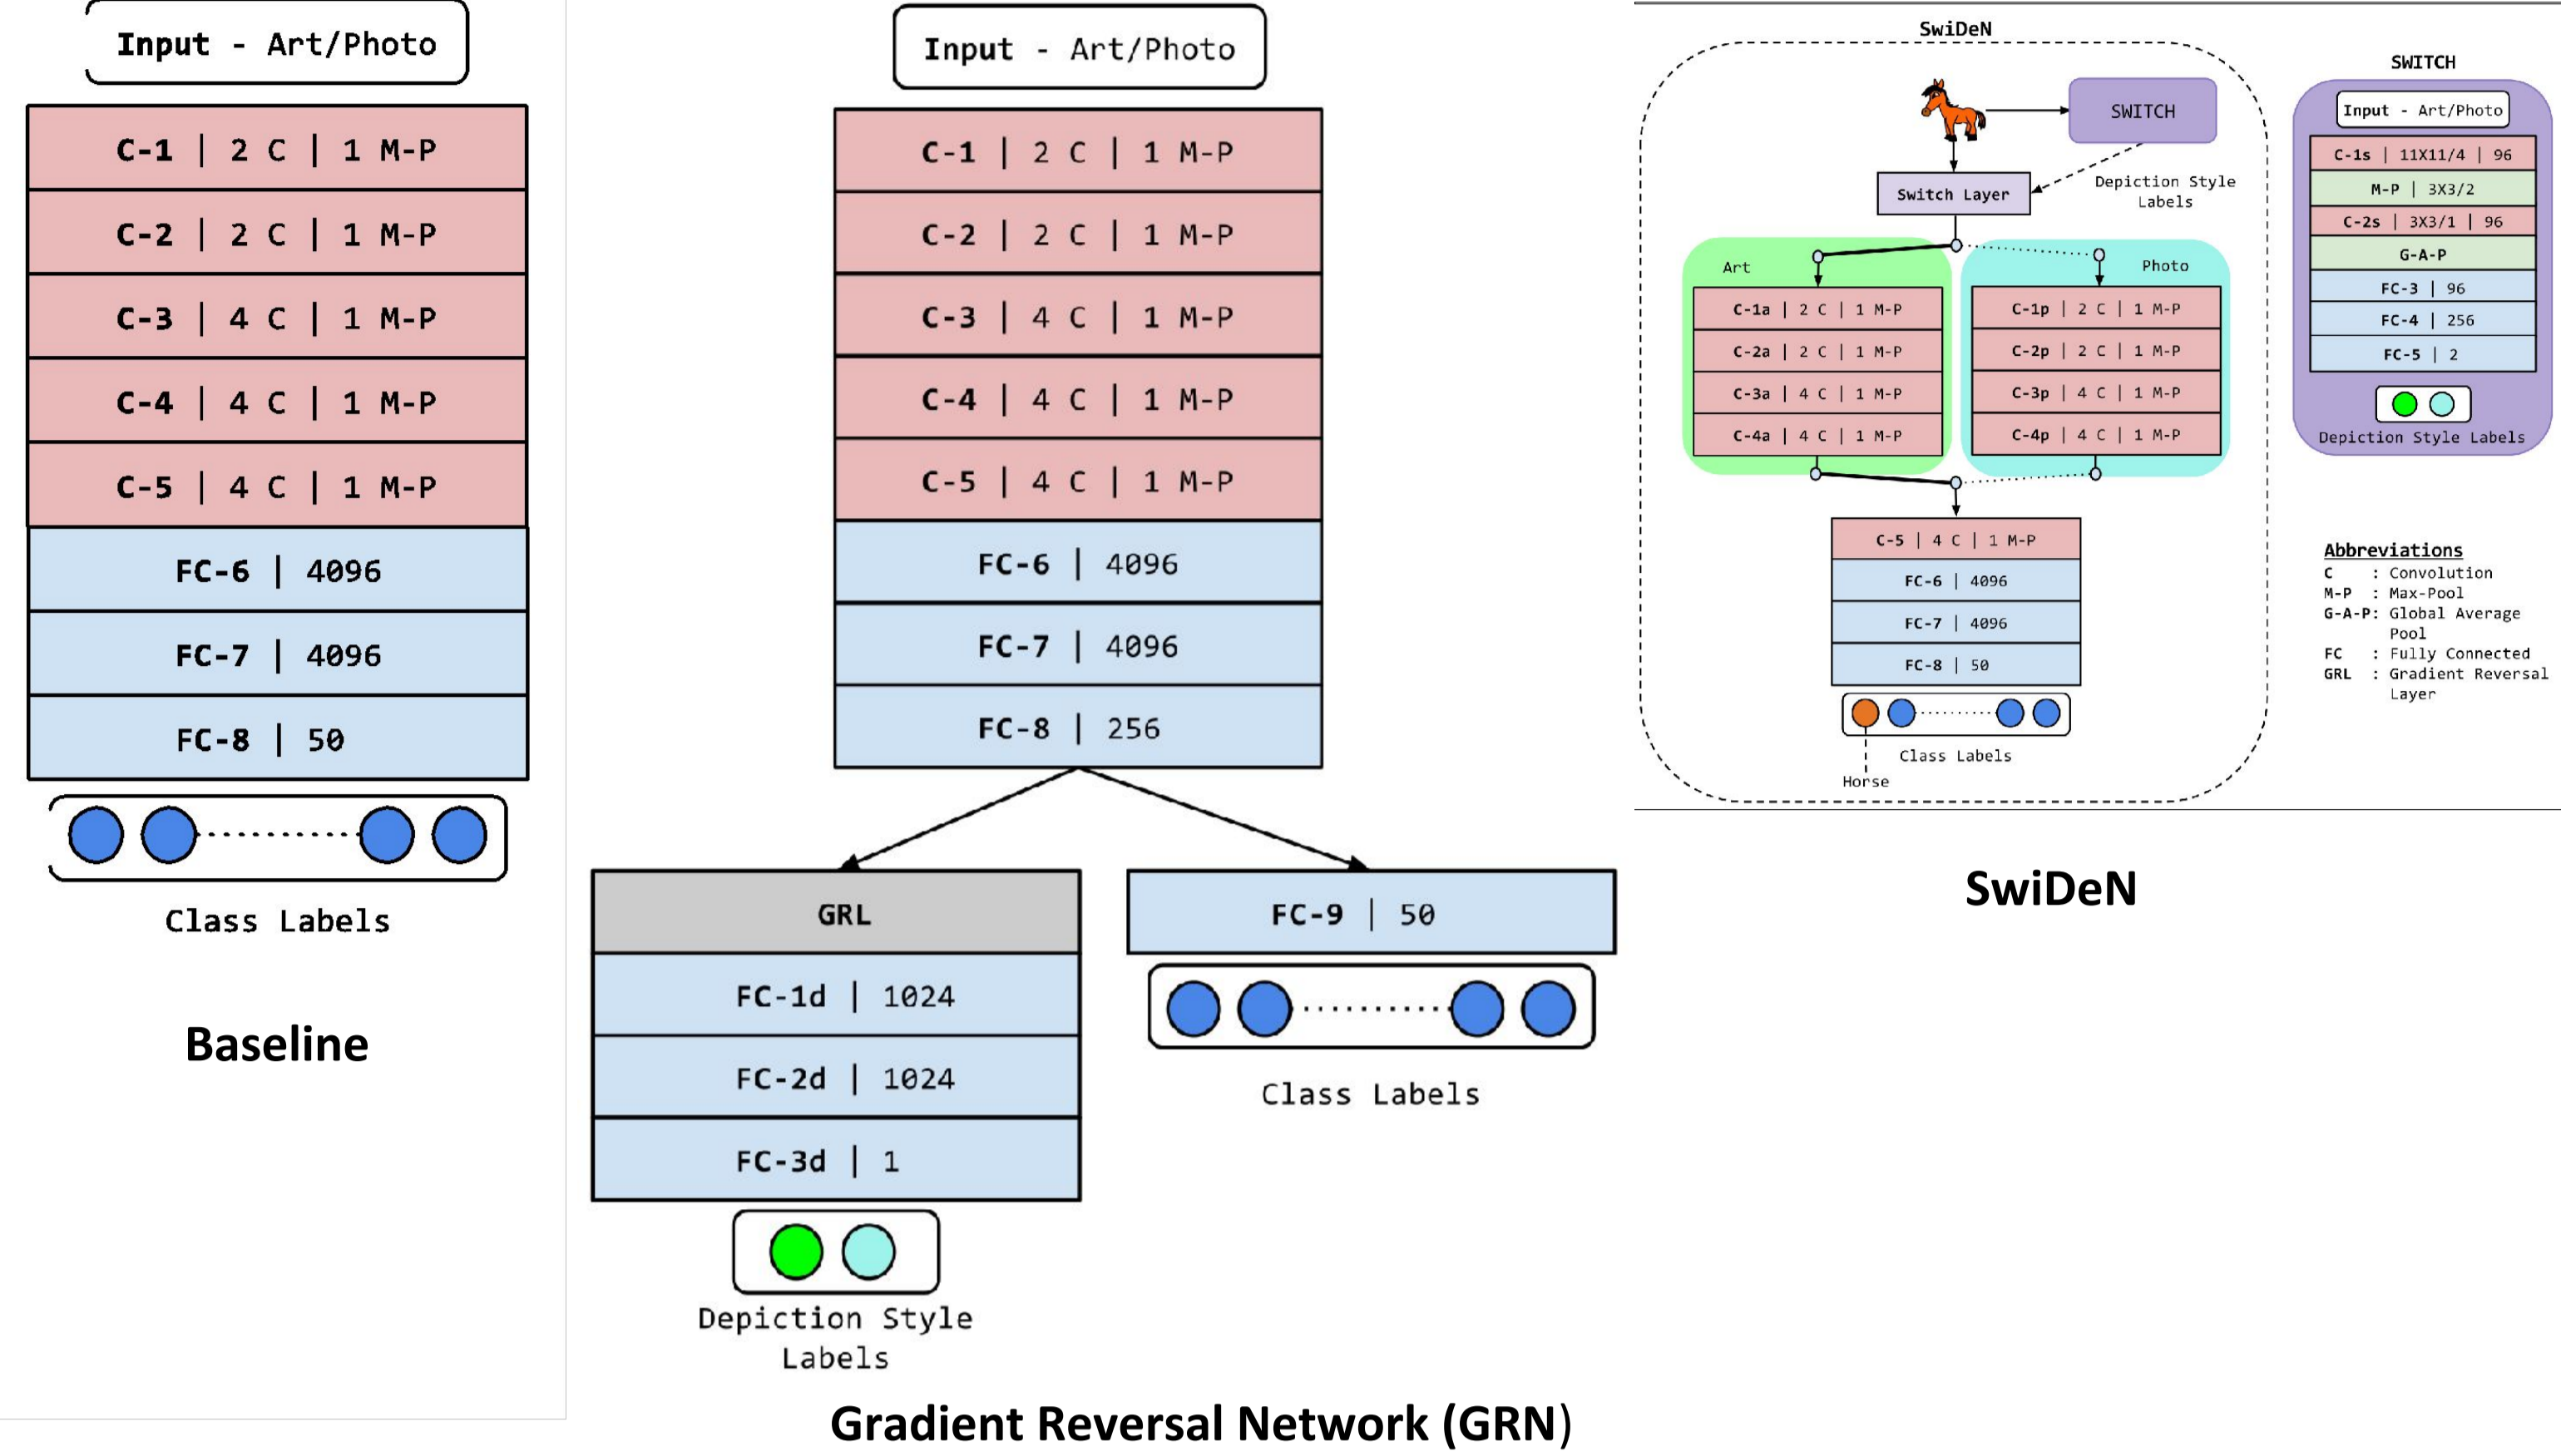 Input - Art/Photo
C-1 | 2 C | 1 M-P
C-2 | 2 C | 1 M-P
C-3 | 4 C | 1 M-P
C-4 | 4 C | 1 M-P
C-5 | 4 C | 1 M-P
FC-6 | 4096
FC-7 | 4096
FC-8 | 50
Class Labels
Baseline
Input - Art/Photo
C-1 | 2 C | 1 M-P
C-2 | 2 C | 1 M-P
C-3 | 4 C | 1 M-P
C-4 | 4 C | 1 M-P
C-5 | 4 C | 1 M-P
FC-6 | 4096
FC-7 | 4096
FC-8 | 256
GRL
FC-1d | 1024
FC-2d | 1024
FC-3d | 1
Depiction Style
Labels
FC-9 | 50
Class Labels
Gradient Reversal Network (GRN)
SwiDeN
SWITCH
Switch Layer
Depiction Style
Labels
Art
C-1a | 2 C | 1 M-P
C-2a | 2 C | 1 M-P
C-3a | 4 C | 1 M-P
C-4a | 4 C | 1 M-P
Photo
C-1p | 2 C | 1 M-P
C-2p | 2 C | 1 M-P
C-3p | 4 C | 1 M-P
C-4p | 4 C | 1 M-P
C-5 | 4 C | 1 M-P
FC-6 | 4096
FC-7 | 4096
FC-8 | 50
Class Labels
Horse
SWITCH
Input - Art/Photo
C-1s | 11X11/4 | 96
M-P | 3X3/2
C-2s | 3X3/1 | 96
G-A-P
FC-3 | 96
FC-4 | 256
FC-5 | 2
Depiction Style Labels
Abbreviations
C : Convolution
M-P : Max-Pool
G-A-P: Global Average
Pool
FC : Fully Connected
GRL : Gradient Reversal
Layer
SwiDeN